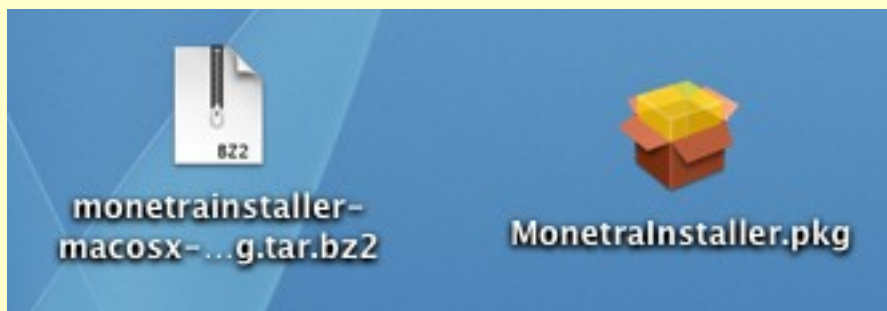 BZ2
monetrainstaller-
macosx-...g.tar.bz2
MonetraInstaller.pkg